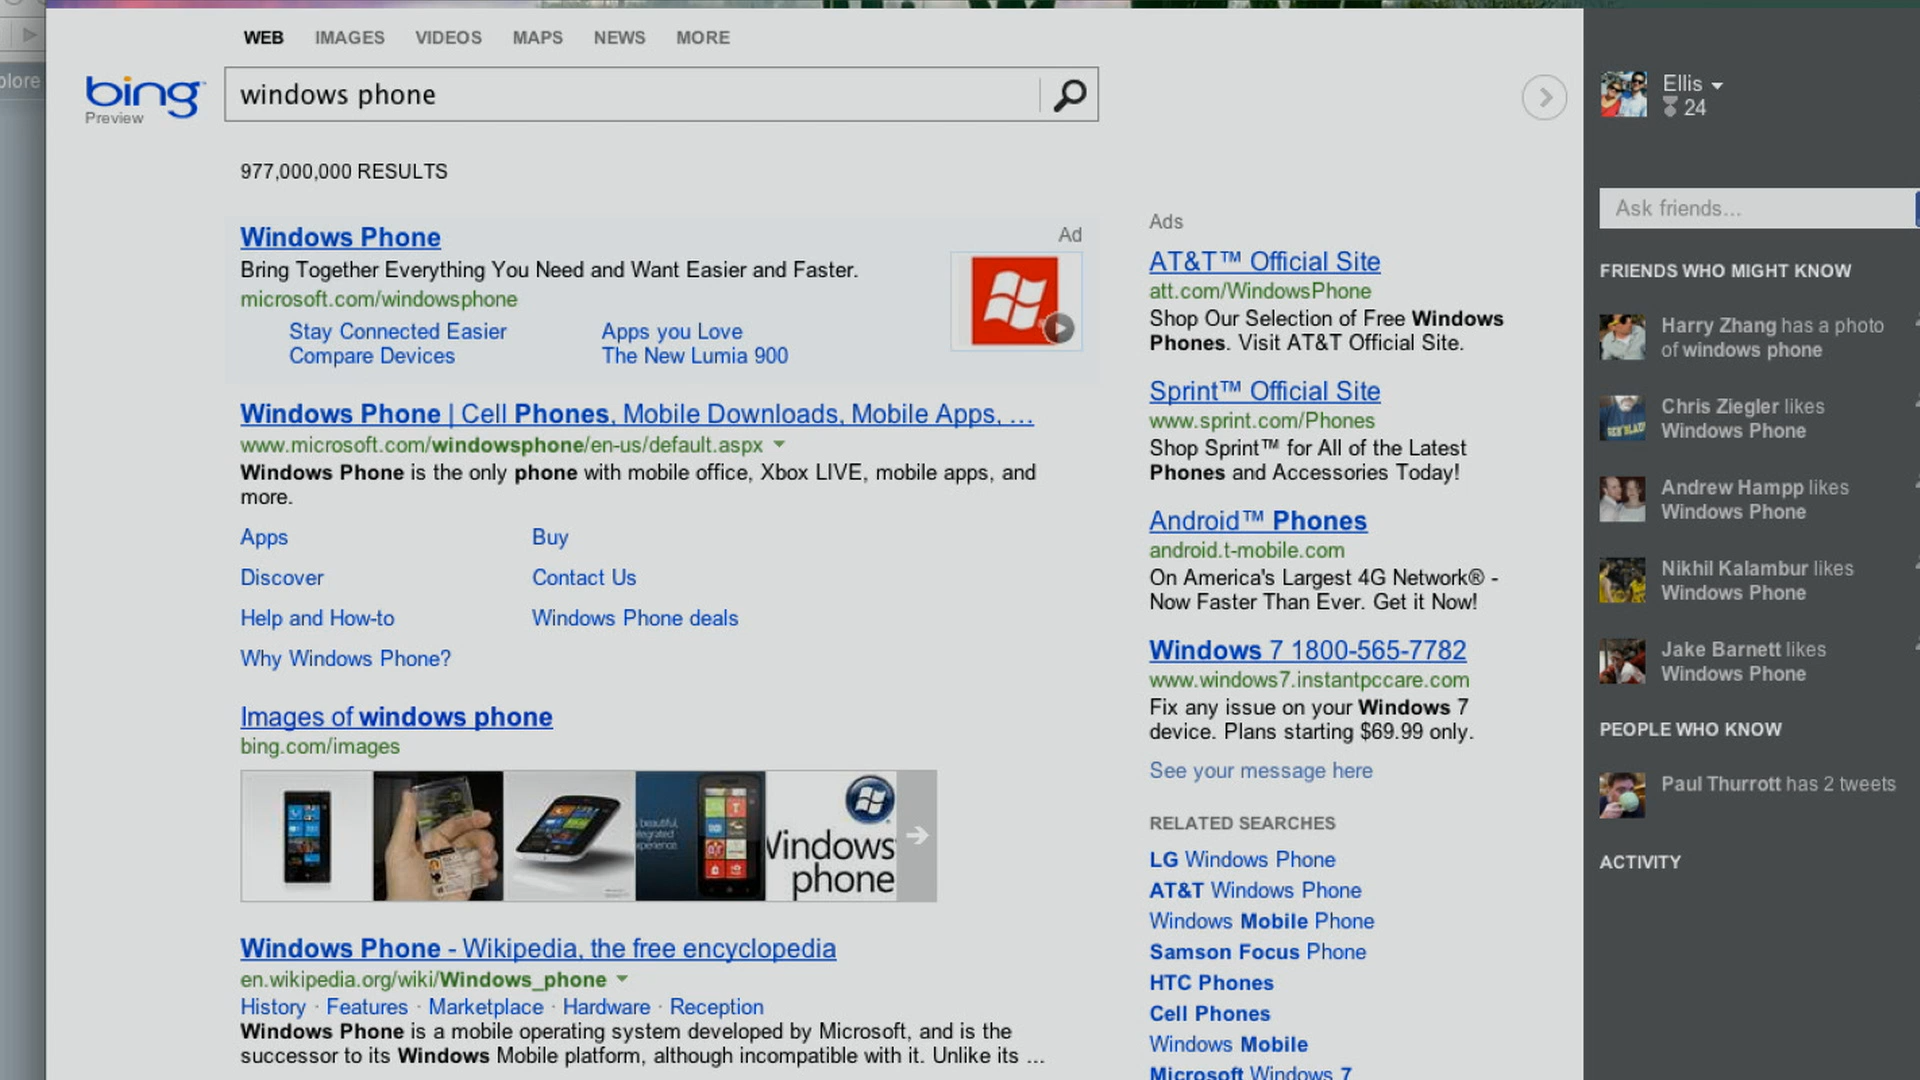 WEB IMAGES VIDEOS MAPS NEWS MORE
plore
bing™
Preview
windows phone
Ellis
24
977,000,000 RESULTS
Windows Phone
Ad
Bring Together Everything You Need and Want Easier and Faster.
microsoft.com/windowsphone
Stay Connected Easier Apps you Love
Compare Devices The New Lumia 900
Windows Phone | Cell Phones, Mobile Downloads, Mobile Apps, …
www.microsoft.com/windowsphone/en-us/default.aspx
Windows Phone is the only phone with mobile office, Xbox LIVE, mobile apps, and
more.
Apps Buy
Discover Contact Us
Help and How-to Windows Phone deals
Why Windows Phone?
Images of windows phone
bing.com/images
beautiful,
integrated
experience
Windows
phone
Windows Phone - Wikipedia, the free encyclopedia
en.wikipedia.org/wiki/Windows_phone
History · Features · Marketplace · Hardware · Reception
Windows Phone is a mobile operating system developed by Microsoft, and is the
successor to its Windows Mobile platform, although incompatible with it. Unlike its ...
Ads
AT&T™ Official Site
att.com/WindowsPhone
Shop Our Selection of Free Windows
Phones. Visit AT&T Official Site.
Sprint™ Official Site
www.sprint.com/Phones
Shop Sprint™ for All of the Latest
Phones and Accessories Today!
Android™ Phones
android.t-mobile.com
On America's Largest 4G Network® -
Now Faster Than Ever. Get it Now!
Windows 7 1800-565-7782
www.windows7.instantpccare.com
Fix any issue on your Windows 7
device. Plans starting $69.99 only.
See your message here
RELATED SEARCHES
LG Windows Phone
AT&T Windows Phone
Windows Mobile Phone
Samson Focus Phone
HTC Phones
Cell Phones
Windows Mobile
Microsoft Windows 7
Ask friends...
FRIENDS WHO MIGHT KNOW
Harry Zhang has a photo
of windows phone
Chris Ziegler likes
Windows Phone
Andrew Hampp likes
Windows Phone
Nikhil Kalambur likes
Windows Phone
Jake Barnett likes
Windows Phone
PEOPLE WHO KNOW
Paul Thurrott has 2 tweets
ACTIVITY